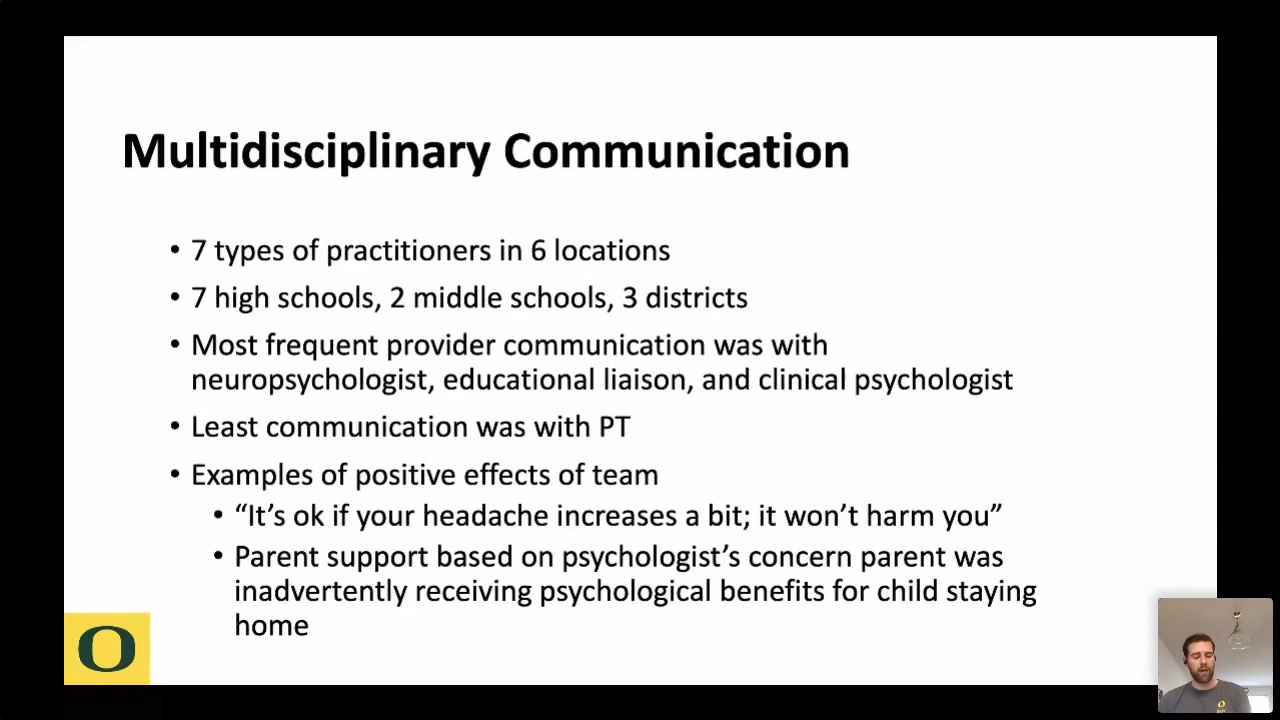 Multidisciplinary Communication
• 7 types of practitioners in 6 locations
• 7 high schools, 2 middle schools, 3 districts
• Most frequent provider communication was with
neuropsychologist, educational liaison, and clinical psychologist
• Least communication was with PT
• Examples of positive effects of team
• “It’s ok if your headache increases a bit; it won’t harm you”
• Parent support based on psychologist’s concern parent was
inadvertently receiving psychological benefits for child staying
home
O